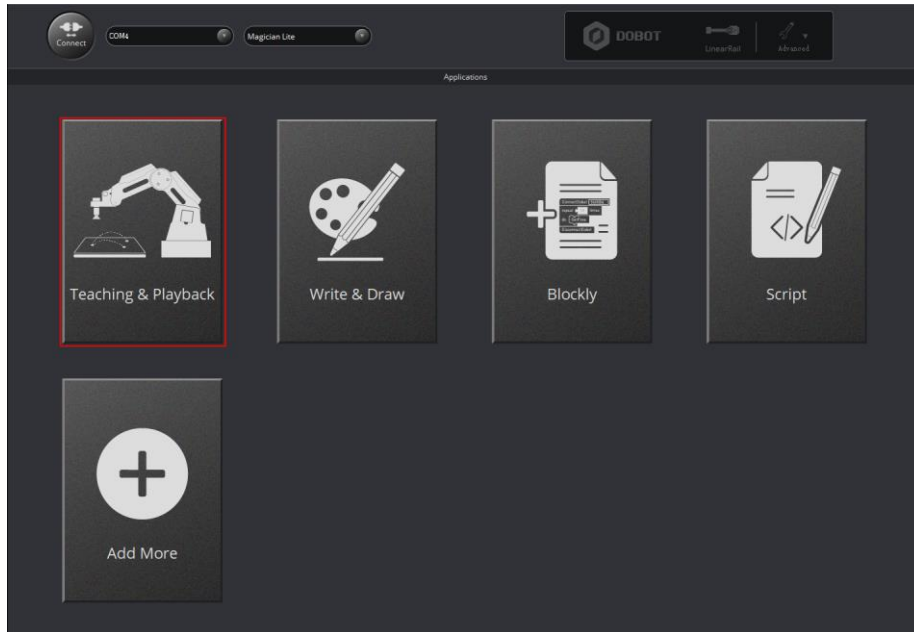 Connect
COM4
Magician Lite
DOBOT
LinearRail
Advanced
Applications
Teaching & Playback
Write & Draw
Blockly
Script
Add More